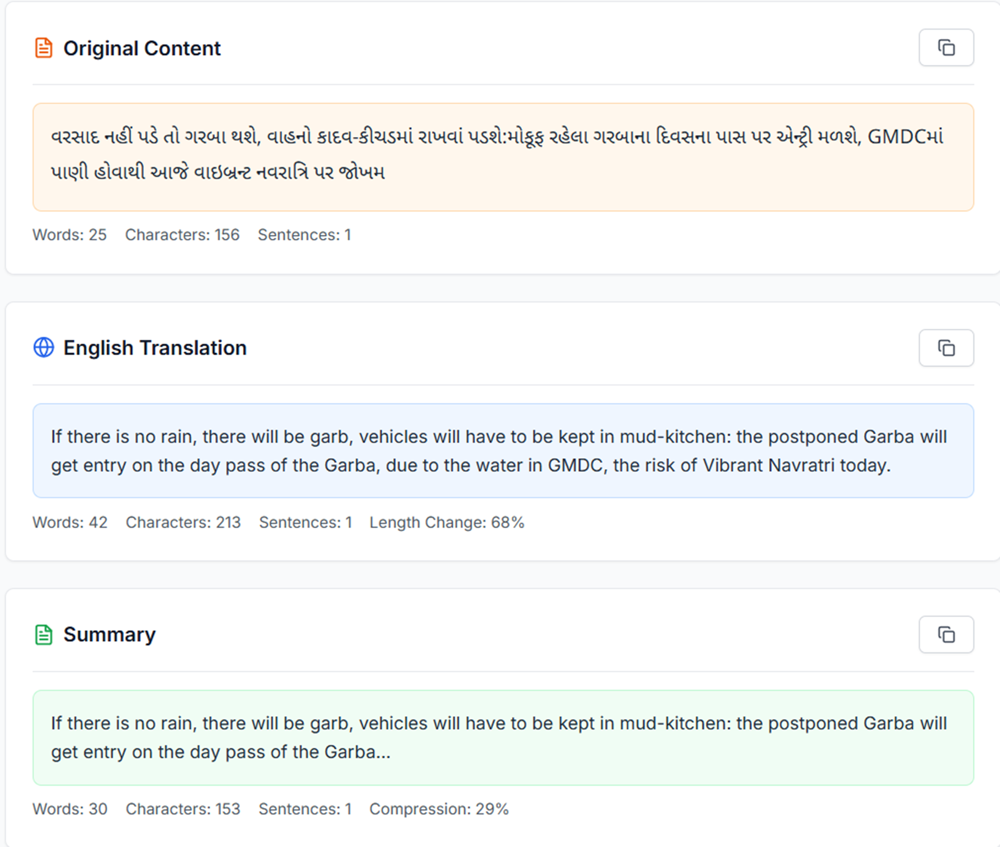 Original Content
વરસાદ નહીં પડે તો ગરબા થશે, વાહનો કાદવ-કીચડમાં રાખવાં પડશે:મોકૂફ રહેલા ગરબાના દિવસના પાસ પર એન્ટ્રી મળશે, GMDCમાં
પાણી હોવાથી આજે વાઇબ્રન્ટ નવરાત્રિ પર જોખમ
Words: 25 Characters: 156 Sentences: 1
English Translation
If there is no rain, there will be garb, vehicles will have to be kept in mud-kitchen: the postponed Garba will
get entry on the day pass of the Garba, due to the water in GMDC, the risk of Vibrant Navratri today.
Words: 42 Characters: 213 Sentences: 1 Length Change: 68%
Summary
If there is no rain, there will be garb, vehicles will have to be kept in mud-kitchen: the postponed Garba will
get entry on the day pass of the Garba...
Words: 30 Characters: 153 Sentences: 1 Compression: 29%